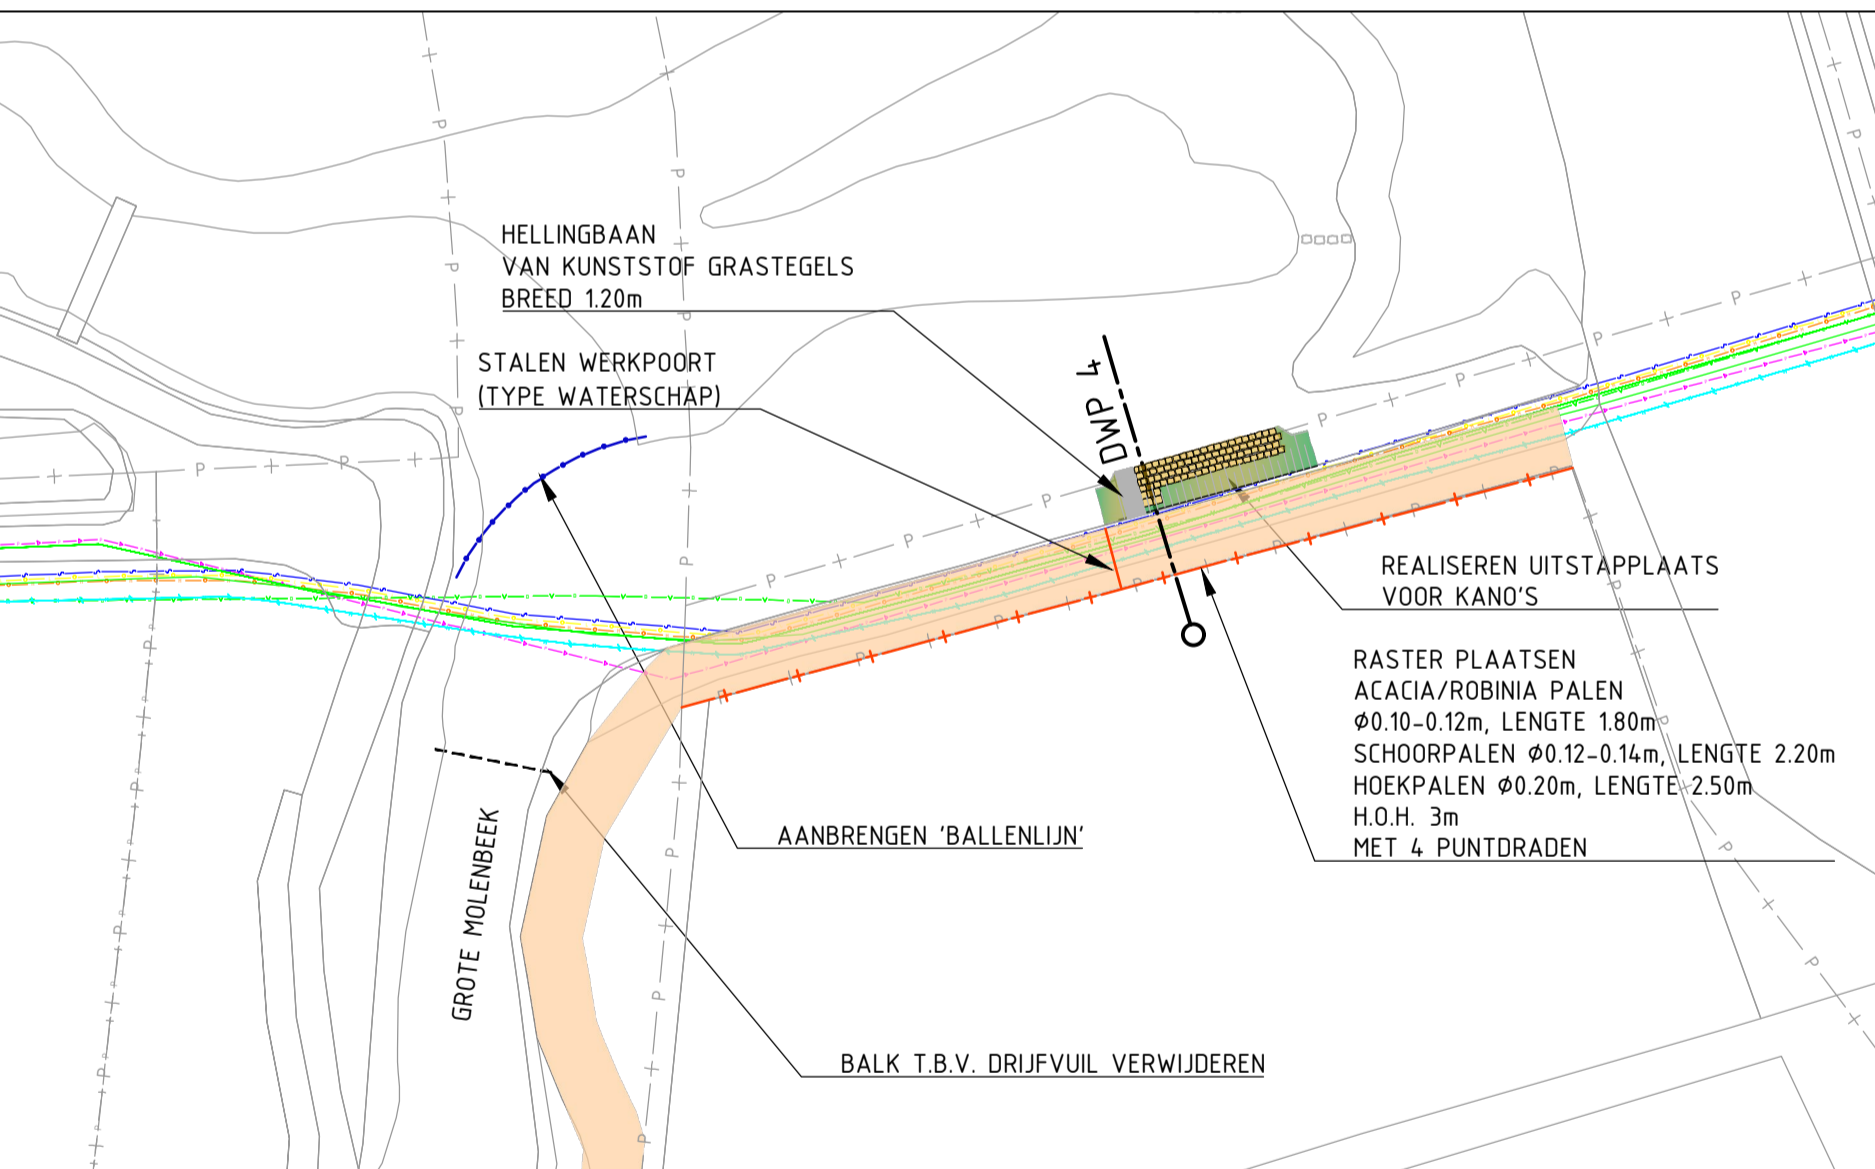 HELLINGBAAN
VAN KUNSTSTOF GRASTEGELS
BREED 1.20m
STALEN WERKPOORT
(TYPE WATERSCHAP)
DWP 4
REALISEREN UITSTAPPLAATS
VOOR KANO'S
RASTER PLAATSEN
ACACIA/ROBINIA PALEN
Ø0.10-0.12m, LENGTE 1.80m
SCHOORPALEN Ø0.12-0.14m, LENGTE 2.20m
HOEKPALEN Ø0.20m, LENGTE 2.50m
H.O.H. 3m
MET 4 PUNTDRADEN
AANBRENGEN 'BALLENLIJN'
GROTE MOLENBEEK
BALK T.B.V. DRIJFVUIL VERWIJDEREN